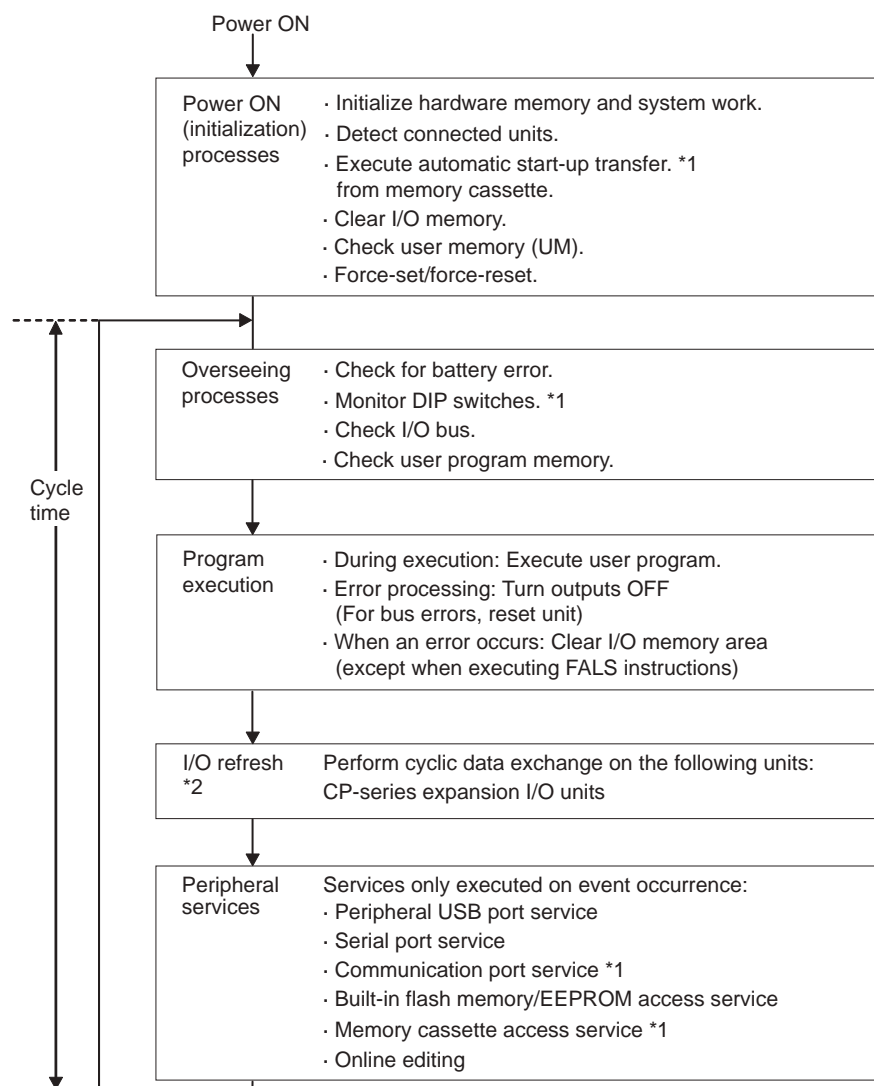 Power ON
Power ON
(initialization)
processes
· Initialize hardware memory and system work.
· Detect connected units.
· Execute automatic start-up transfer. *1
from memory cassette.
· Clear I/O memory.
· Check user memory (UM).
· Force-set/force-reset.
Overseeing
processes
· Check for battery error.
· Monitor DIP switches. *1
· Check I/O bus.
· Check user program memory.
Cycle
time
Program
execution
· During execution: Execute user program.
· Error processing: Turn outputs OFF
(For bus errors, reset unit)
· When an error occurs: Clear I/O memory area
(except when executing FALS instructions)
I/O refresh
*2
Perform cyclic data exchange on the following units:
CP-series expansion I/O units
Peripheral
services
Services only executed on event occurrence:
· Peripheral USB port service
· Serial port service
· Communication port service *1
· Built-in flash memory/EEPROM access service
· Memory cassette access service *1
· Online editing